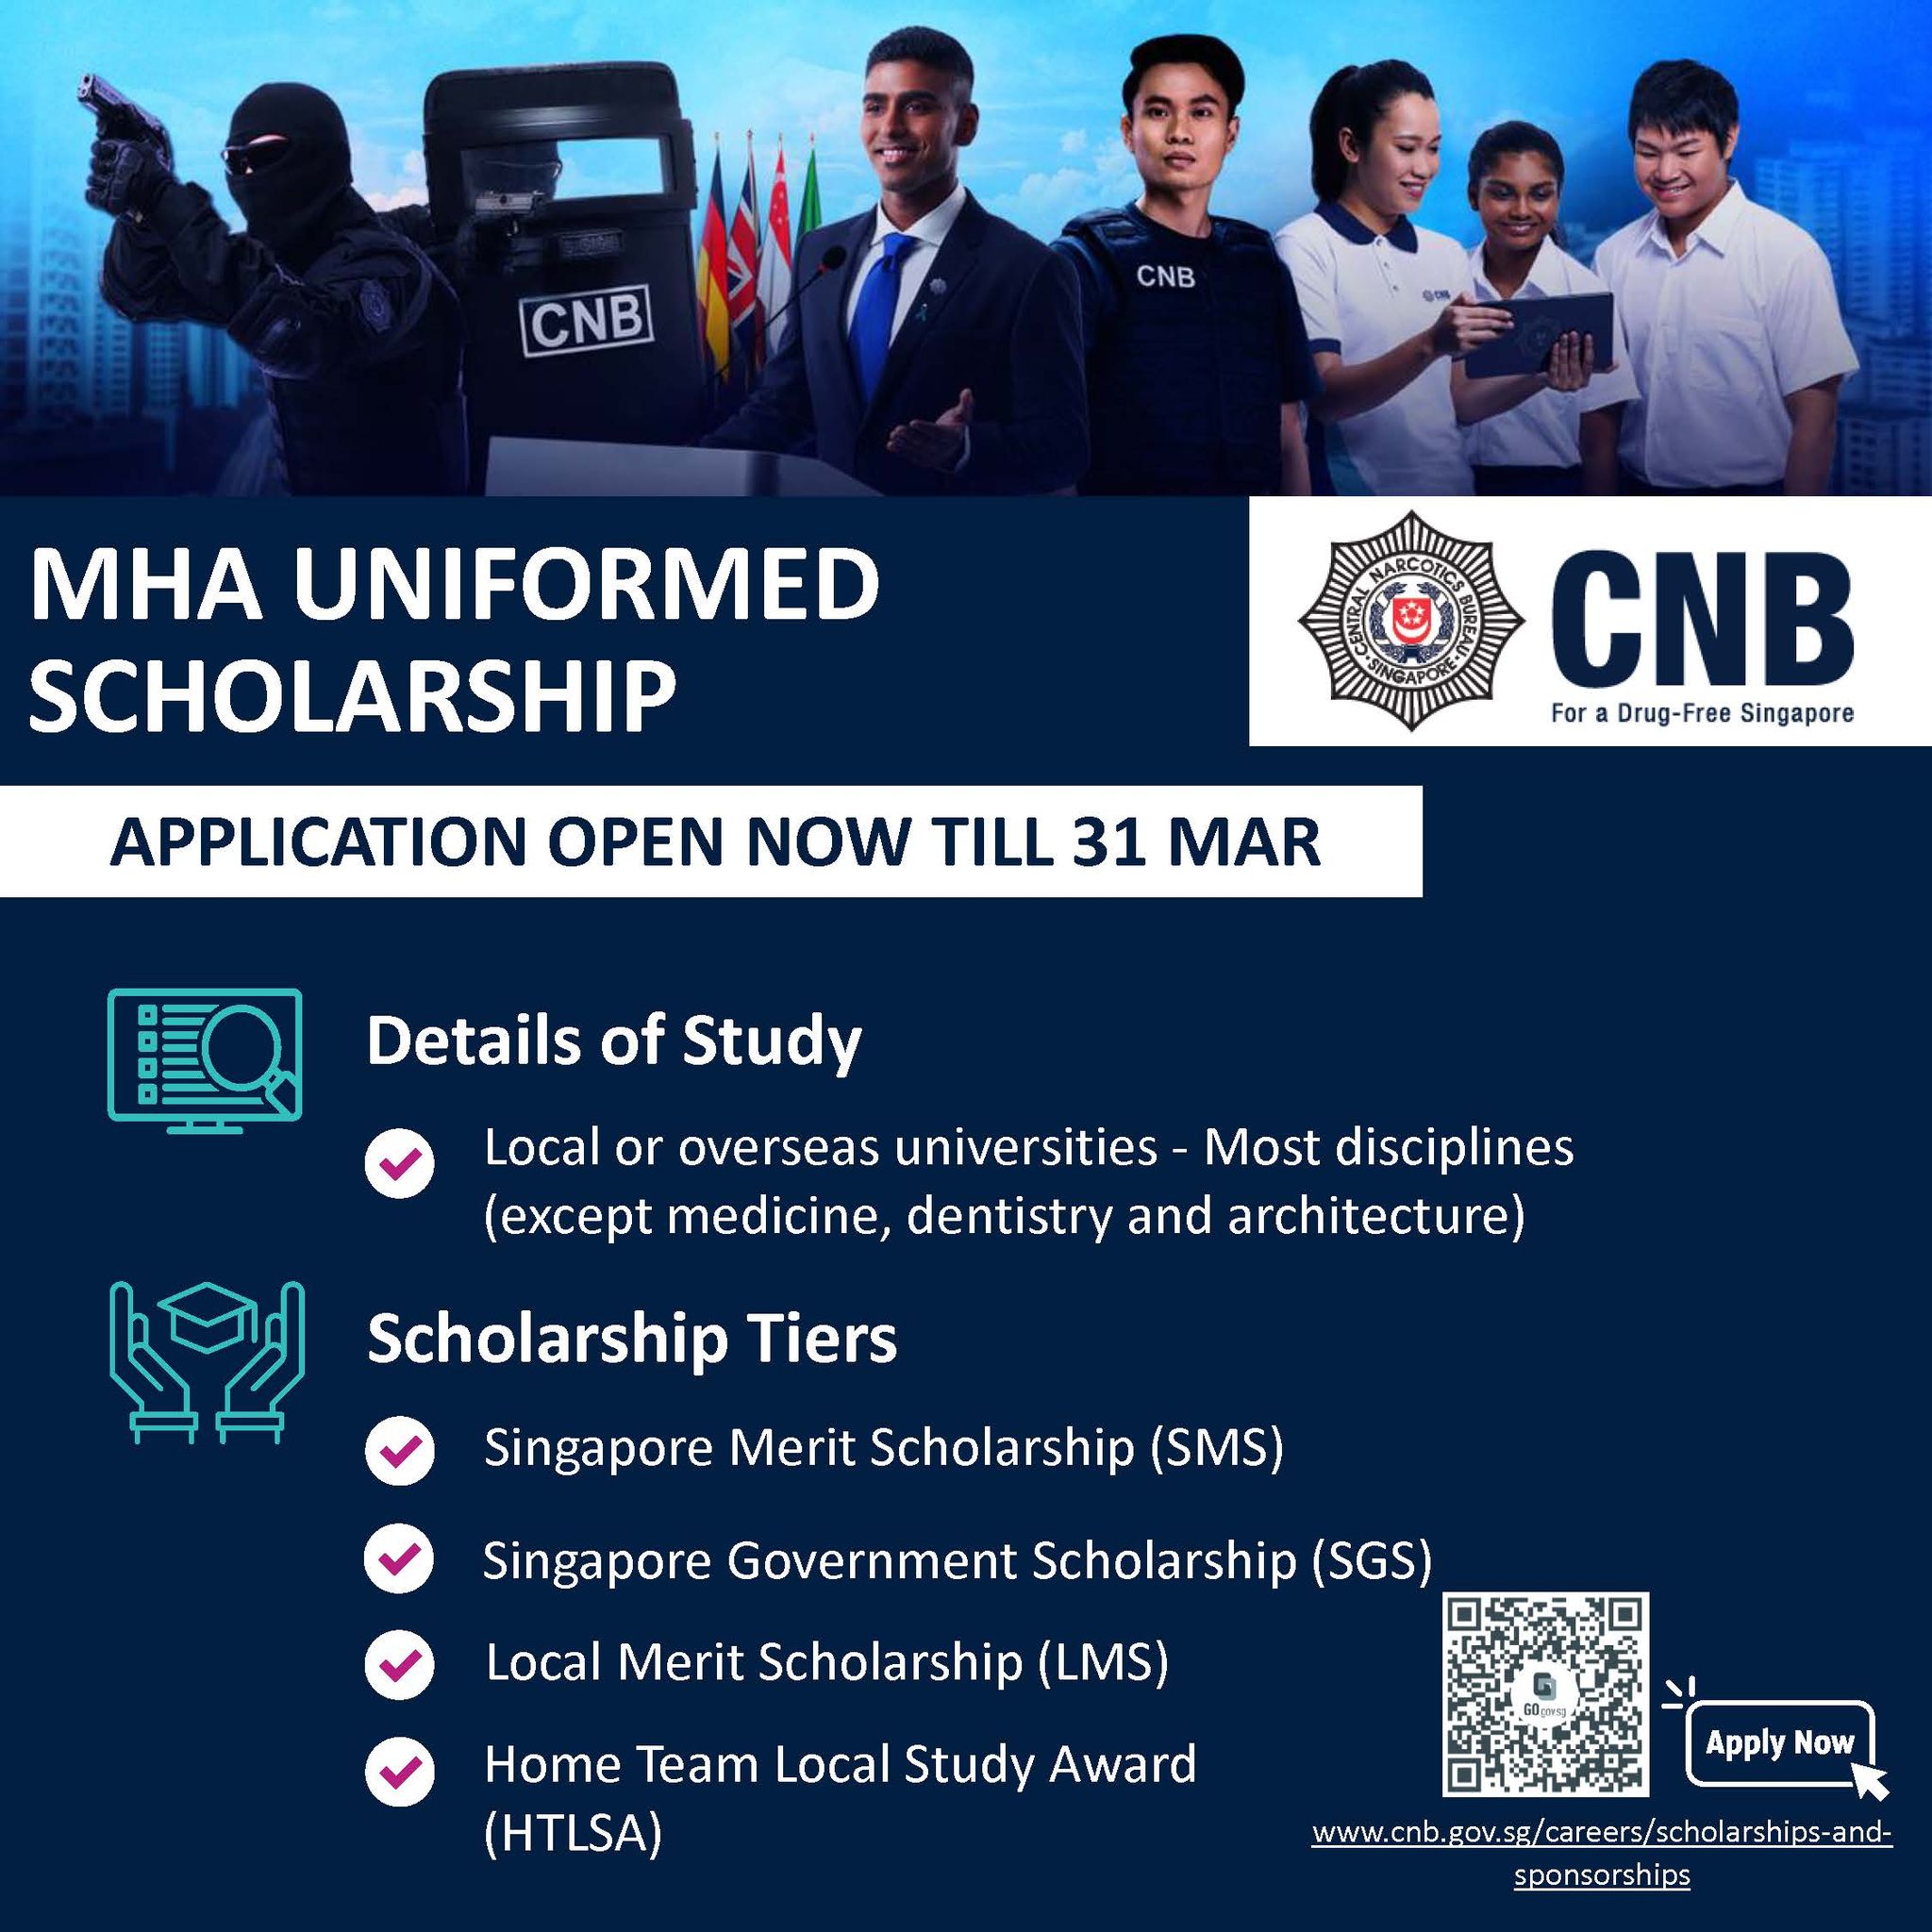 CNB
CNB
CNB
MHA UNIFORMED
SCHOLARSHIP
CENTRAL NARCOTICS BUREAU
SINGAPORE
CNB
For a Drug-Free Singapore
APPLICATION OPEN NOW TILL 31 MAR
Details of Study
Local or overseas universities - Most disciplines
(except medicine, dentistry and architecture)
Scholarship Tiers
Singapore Merit Scholarship (SMS)
Singapore Government Scholarship (SGS)
Local Merit Scholarship (LMS)
Home Team Local Study Award
(HTLSA)
GOgovsg
Apply Now
www.cnb.gov.sg/careers/scholarships-and-
sponsorships